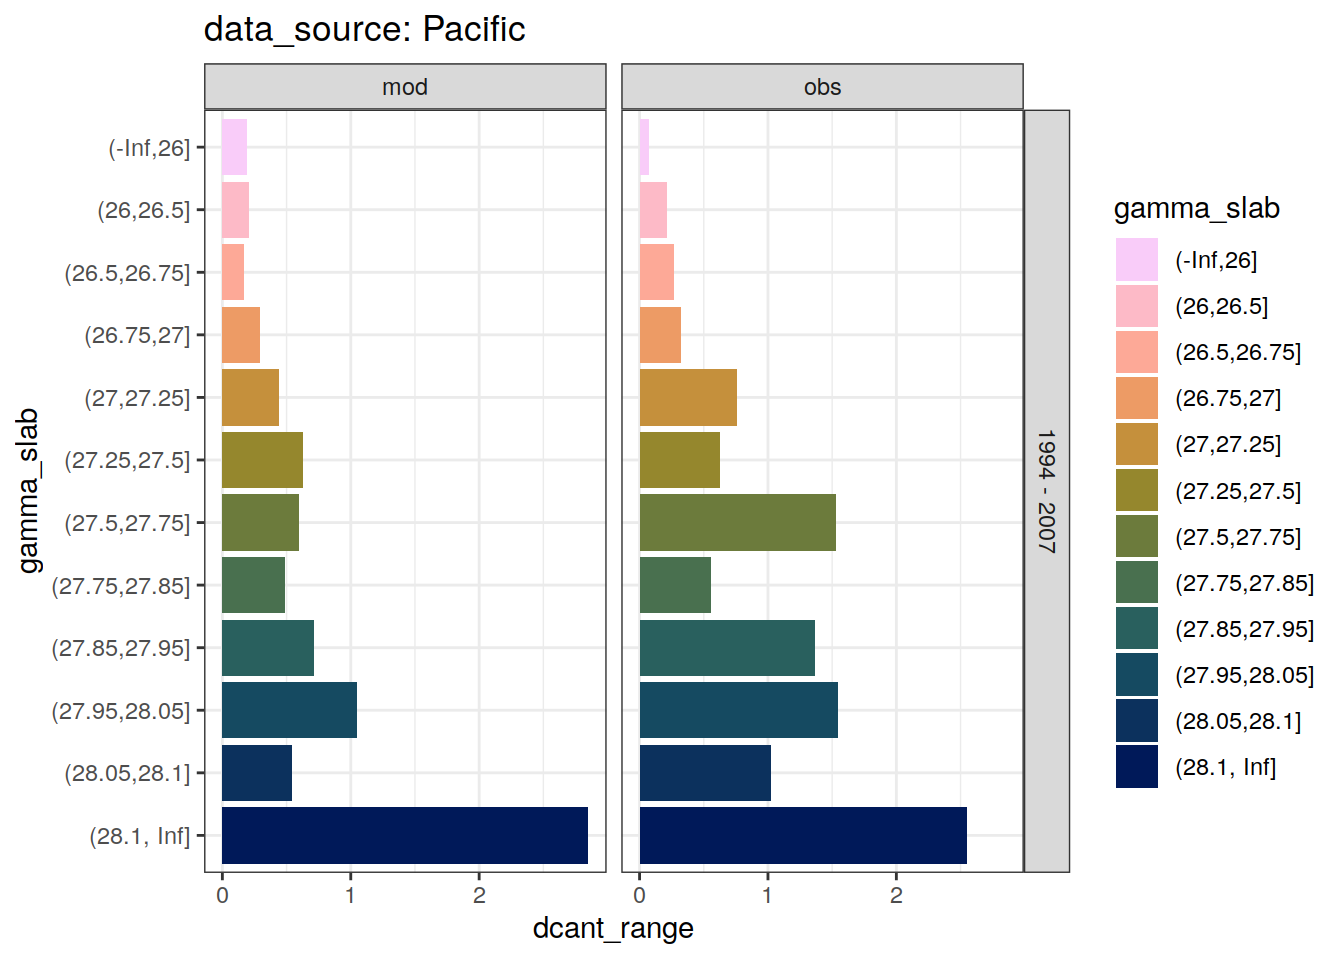 data_source: Pacific
mod
obs
(-Inf,26]
(26,26.5]
(26.5,26.75]
(26.75,27]
(27,27.25]
(27.25,27.5]
(27.5,27.75]
(27.75,27.85]
(27.85,27.95]
(27.95,28.05]
(28.05,28.1]
(28.1, Inf]
gamma_slab
0 1 2
0 1 2
dcant_range
1994 - 2007
gamma_slab
(-Inf,26]
(26,26.5]
(26.5,26.75]
(26.75,27]
(27,27.25]
(27.25,27.5]
(27.5,27.75]
(27.75,27.85]
(27.85,27.95]
(27.95,28.05]
(28.05,28.1]
(28.1, Inf]